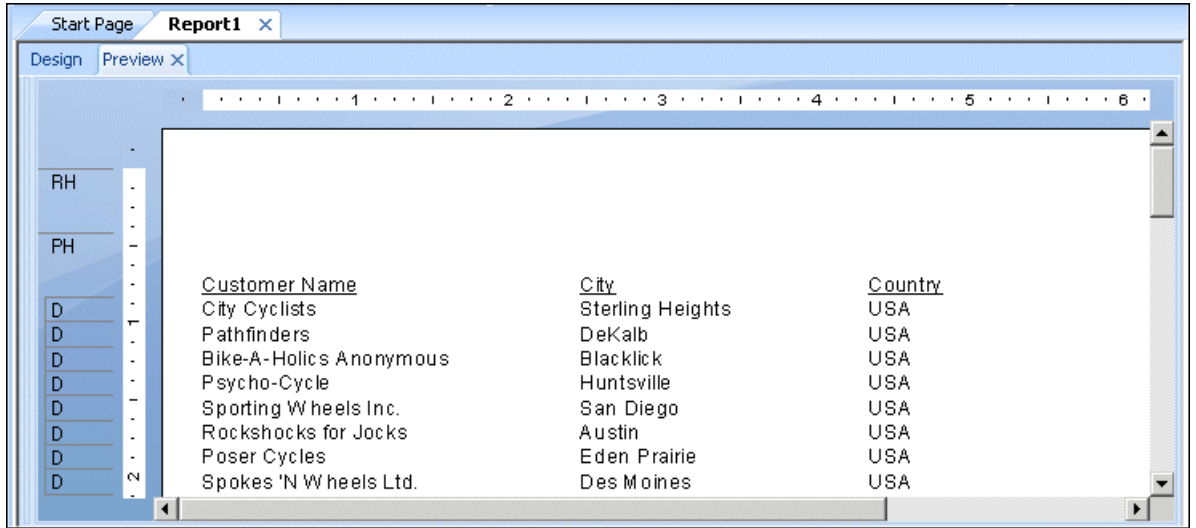 Start Page Report1 ×
Design Preview ×
1 2 3 4 5 6
RH
PH
Customer Name City Country
D City Cyclists Sterling Heights USA
1
D Pathfinders DeKalb USA
D Bike-A-Holics Anonymous Blacklick USA
D Psycho-Cycle Huntsville USA
D Sporting Wheels Inc. San Diego USA
D Rockshocks for Jocks Austin USA
D Poser Cycles Eden Prairie USA
D 2 Spokes 'N Wheels Ltd. Des Moines USA